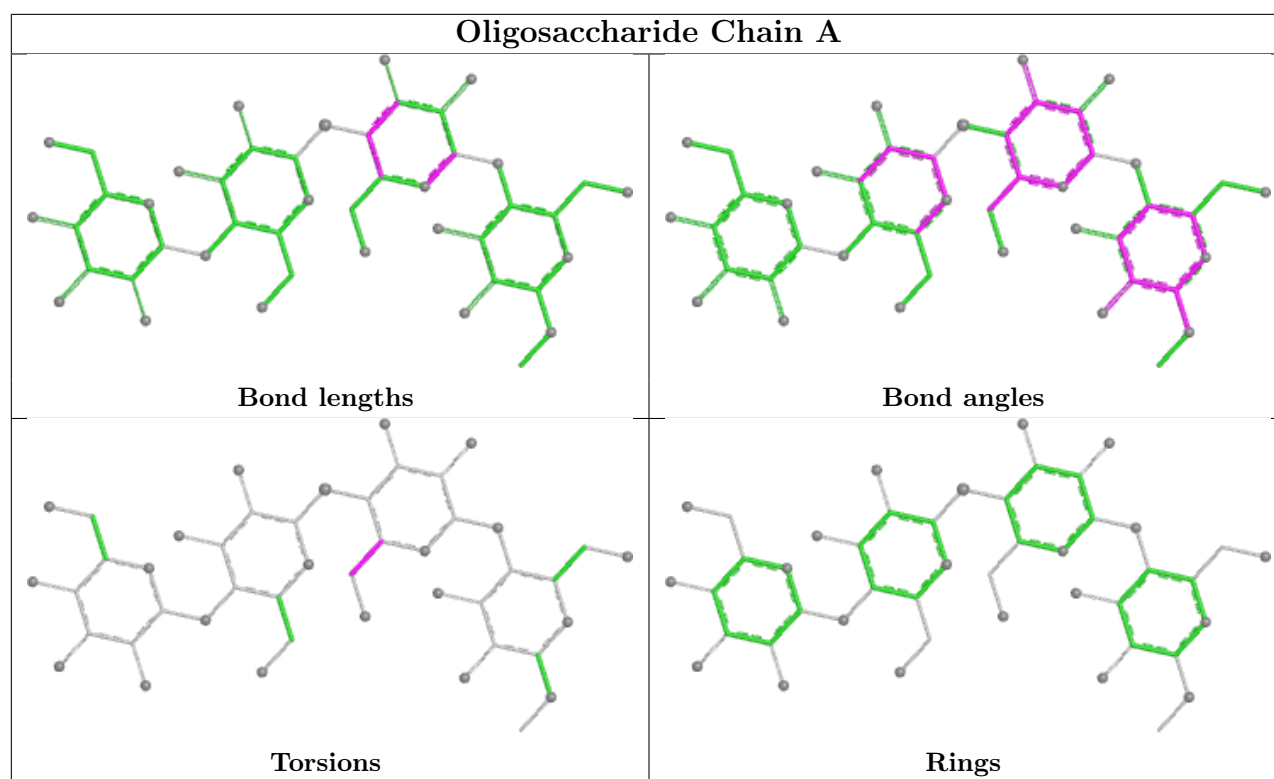 Oligosaccharide Chain A
Bond lengths
Bond angles
Torsions
Rings